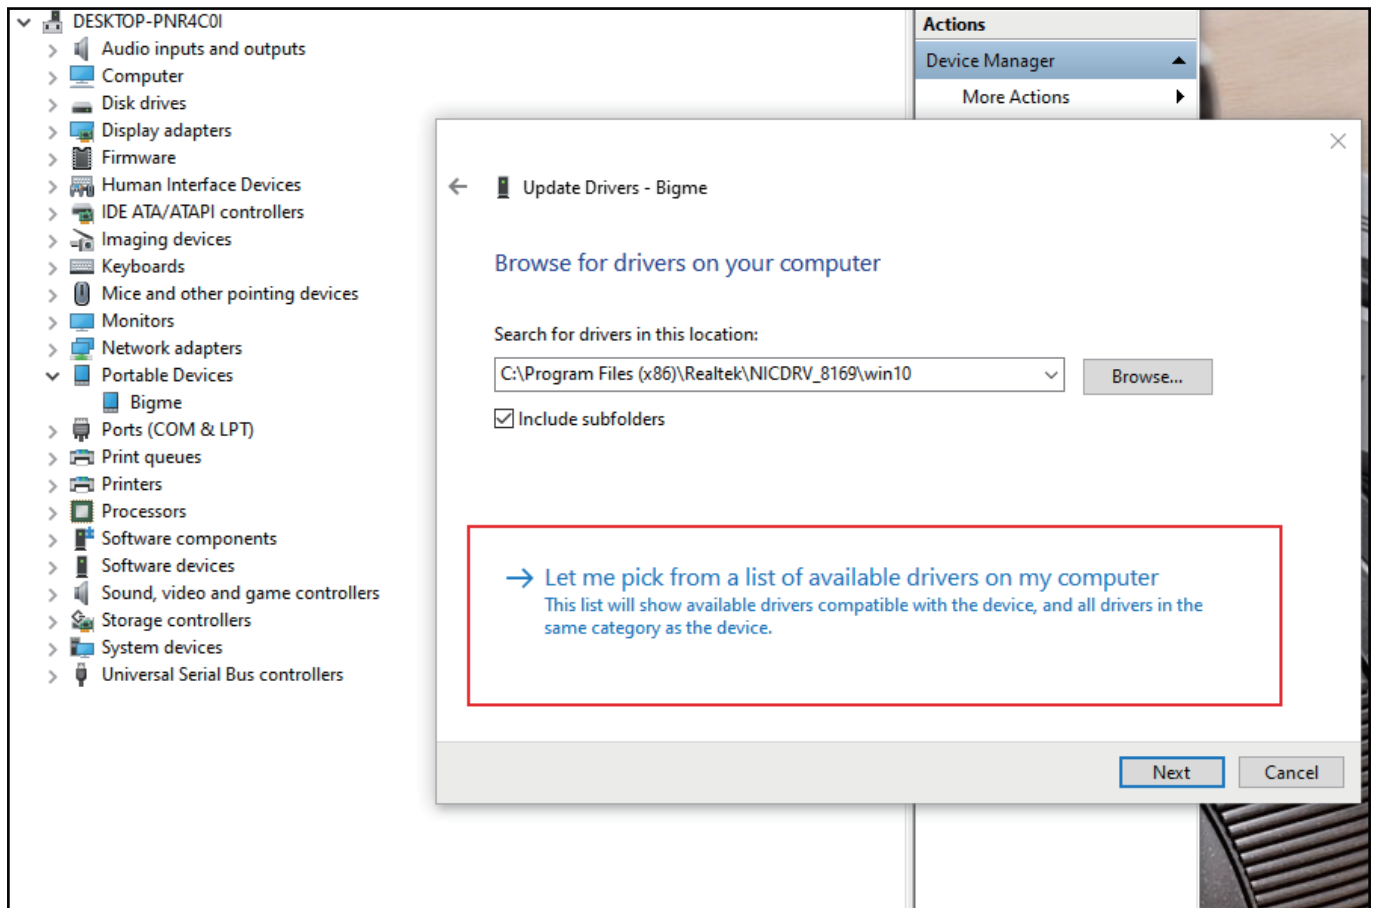 DESKTOP-PNR4C0I
Audio inputs and outputs
Computer
Disk drives
Display adapters
Firmware
Human Interface Devices
IDE ATA/ATAPI controllers
Imaging devices
Keyboards
Mice and other pointing devices
Monitors
Network adapters
Portable Devices
Bigme
Ports (COM & LPT)
Print queues
Printers
Processors
Software components
Software devices
Sound, video and game controllers
Storage controllers
System devices
Universal Serial Bus controllers
Actions
Device Manager
More Actions
Update Drivers - Bigme
Browse for drivers on your computer
Search for drivers in this location:
C:\Program Files (x86)\Realtek\NICDRV_8169\win10
Browse...
Include subfolders
Let me pick from a list of available drivers on my computer
This list will show available drivers compatible with the device, and all drivers in the
same category as the device.
Next
Cancel